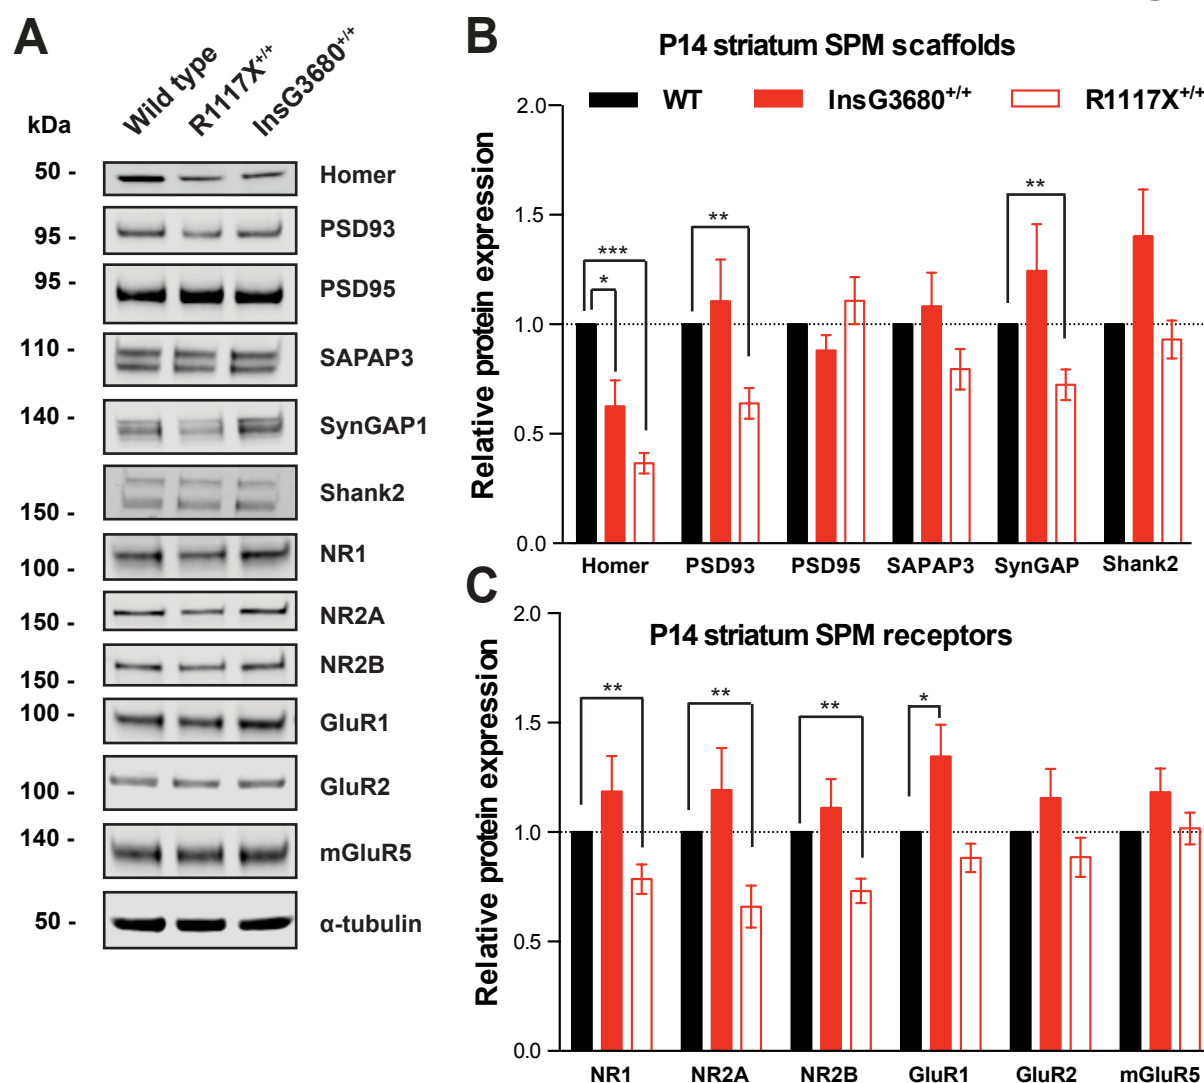 A
Wild type
R1117X+/+
InsG3680+/+
kDa
50 -
Homer
95 -
PSD93
95 -
PSD95
110 -
SAPAP3
140 -
SynGAP1
150 -
Shank2
100 -
NR1
150 -
NR2A
150 -
NR2B
100 -
GluR1
100 -
GluR2
140 -
mGluR5
50 -
α-tubulin
B
P14 striatum SPM scaffolds
WT
InsG3680+/+
R1117X+/+
Relative protein expression
2.0
1.5
1.0
0.5
0.0
***
*
**
**
Homer
PSD93
PSD95
SAPAP3
SynGAP
Shank2
C
P14 striatum SPM receptors
Relative protein expression
2.0
1.5
1.0
0.5
0.0
**
**
**
*
NR1
NR2A
NR2B
GluR1
GluR2
mGluR5